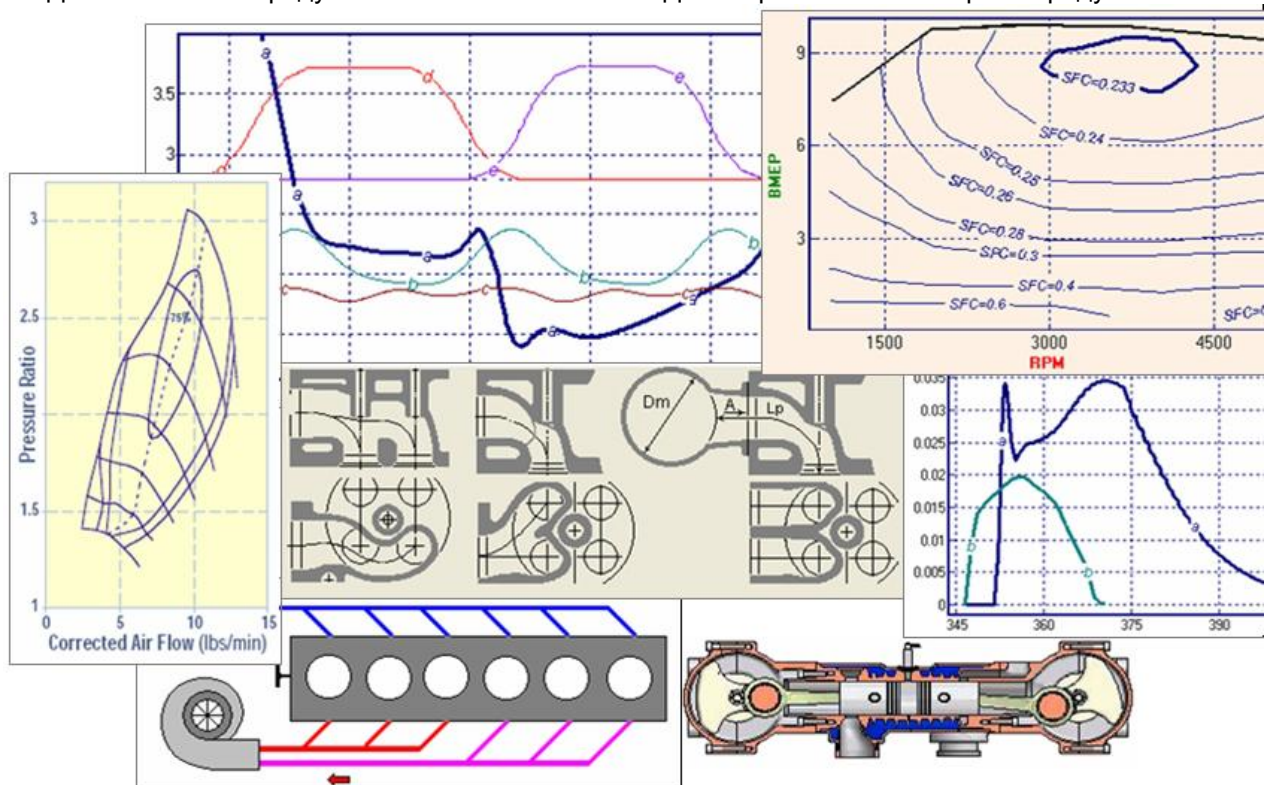 a
3.5
d
e
3
a
e
a
b
b
b
c
c
c
a
a
9
6
3
BMEP
SFC=0.233
SFC=0.24
SFC=0.25
SFC=0.26
SFC=0.28
SFC=0.3
SFC=0.4
SFC=0.6
1500
3000
4500
RPM
3
2.5
1.5
1
75%
Pressure Ratio
0
5
10
15
Corrected Air Flow (lbs/min)
Dm
A
Lp
0.035
0.03
0.025
0.02
0.015
0.01
0.005
0
a
b
b
a
345
360
375
390